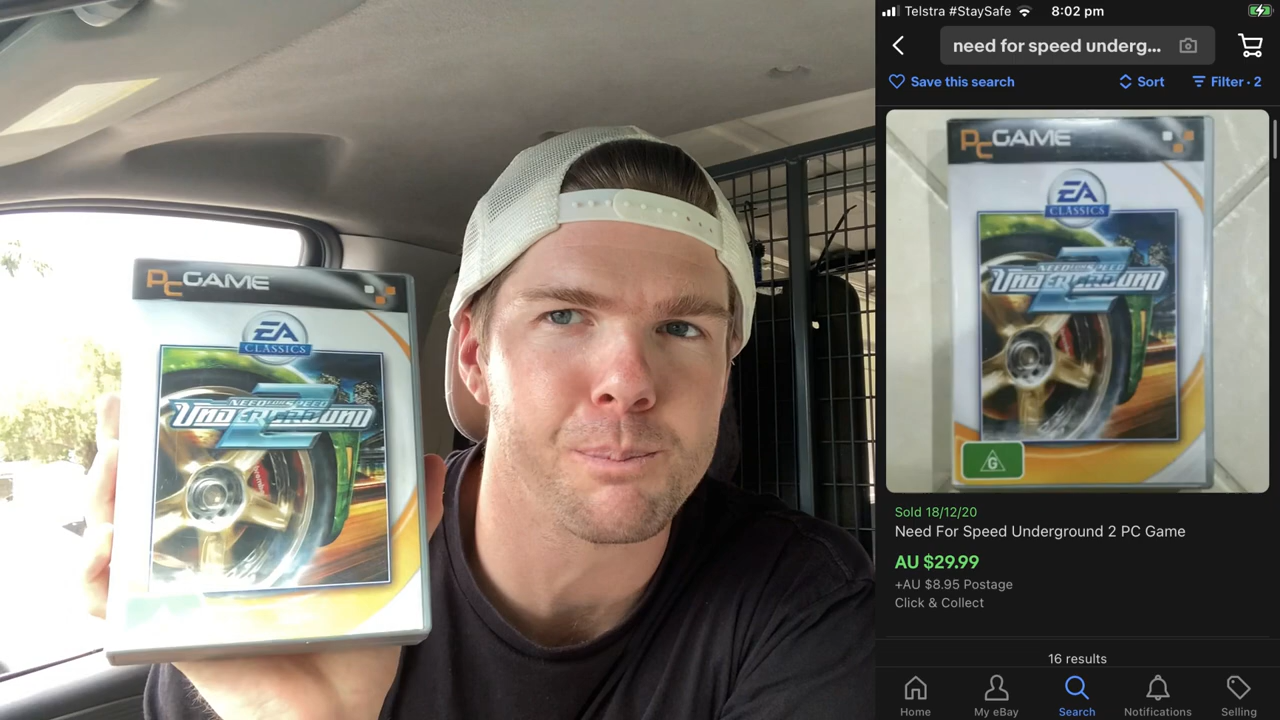 PC GAME
EA
CLASSICS
NEED FOR SPEED
UNDERGROUND
2
brembo
Telstra #StaySafe
8:02 pm
need for speed underg...
Save this search
Sort
Filter · 2
PC GAME
EA
CLASSICS
NEED FOR SPEED
UNDERGROUND
2
G
Sold 18/12/20
Need For Speed Underground 2 PC Game
AU $29.99
+AU $8.95 Postage
Click & Collect
16 results
Home
My eBay
Search
Notifications
Selling